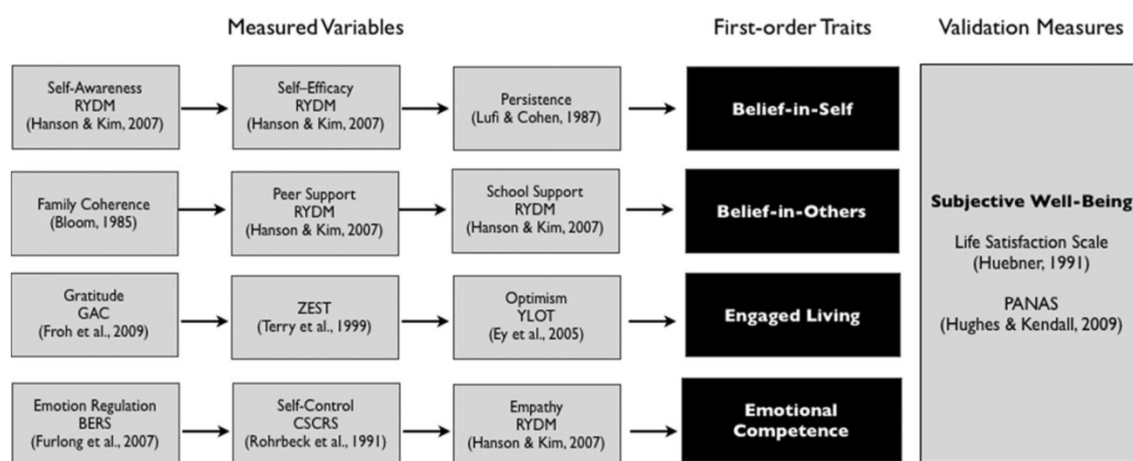 Measured Variables
First-order Traits
Validation Measures
Self-Awareness
RYDM
(Hanson & Kim, 2007)
Self–Efficacy
RYDM
(Hanson & Kim, 2007)
Persistence
(Lufi & Cohen, 1987)
Belief-in-Self
Family Coherence
(Bloom, 1985)
Peer Support
RYDM
(Hanson & Kim, 2007)
School Support
RYDM
(Hanson & Kim, 2007)
Belief-in-Others
Gratitude
GAC
(Froh et al., 2009)
ZEST
(Terry et al., 1999)
Optimism
YLOT
(Ey et al., 2005)
Engaged Living
Emotion Regulation
BERS
(Furlong et al., 2007)
Self-Control
CSCRS
(Rohrbeck et al., 1991)
Empathy
RYDM
(Hanson & Kim, 2007)
Emotional
Competence
Subjective Well-Being
Life Satisfaction Scale
(Huebner, 1991)
PANAS
(Hughes & Kendall, 2009)